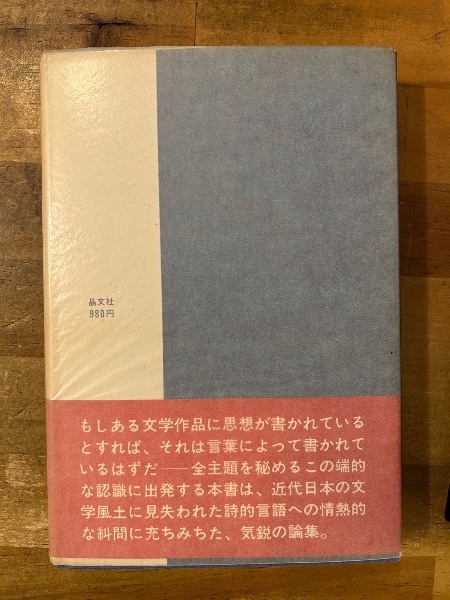 晶文社
980円
もしある文学作品に思想が書かれている
とすれば、それは言葉によって書かれて
いるはずだ——全主題を秘めるこの端的
な認識に出発する本書は、近代日本の文
学風土に見失われた詩的言語への情熱的
な糾問に充ちみちた、気鋭の論集。